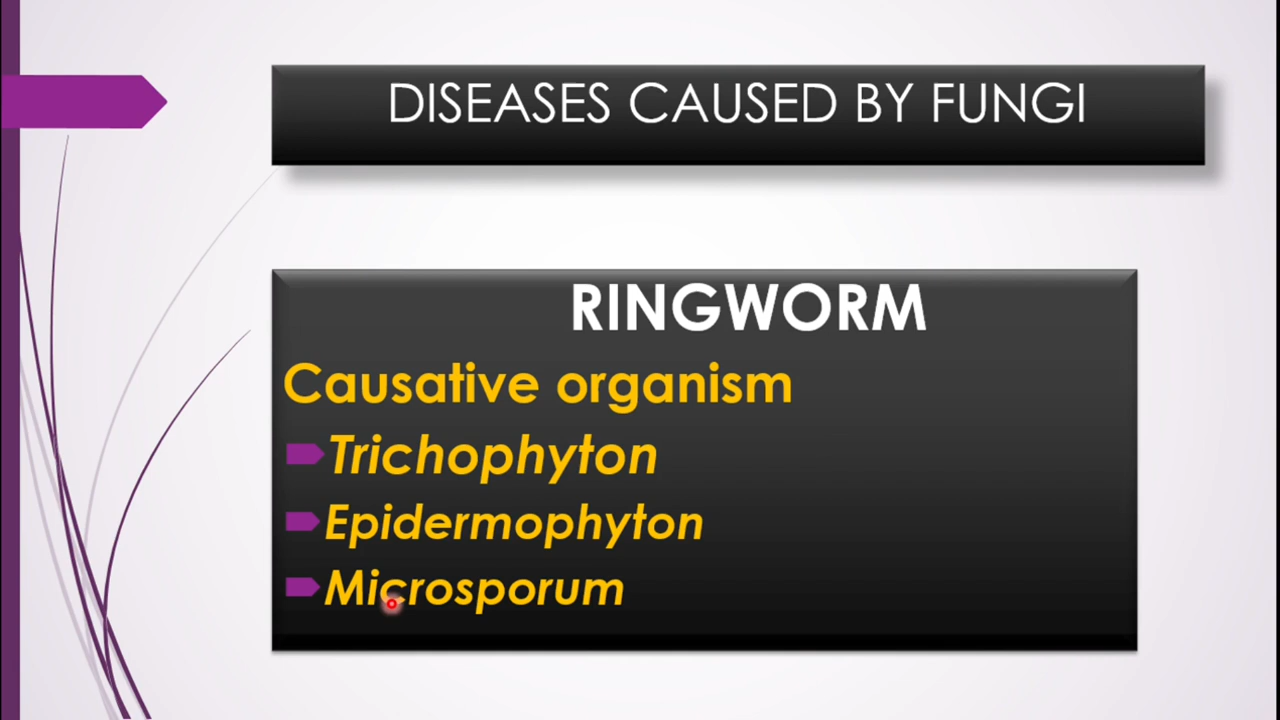 DISEASES CAUSED BY FUNGI
RINGWORM
Causative organism
Trichophyton
Epidermophyton
Microsporum